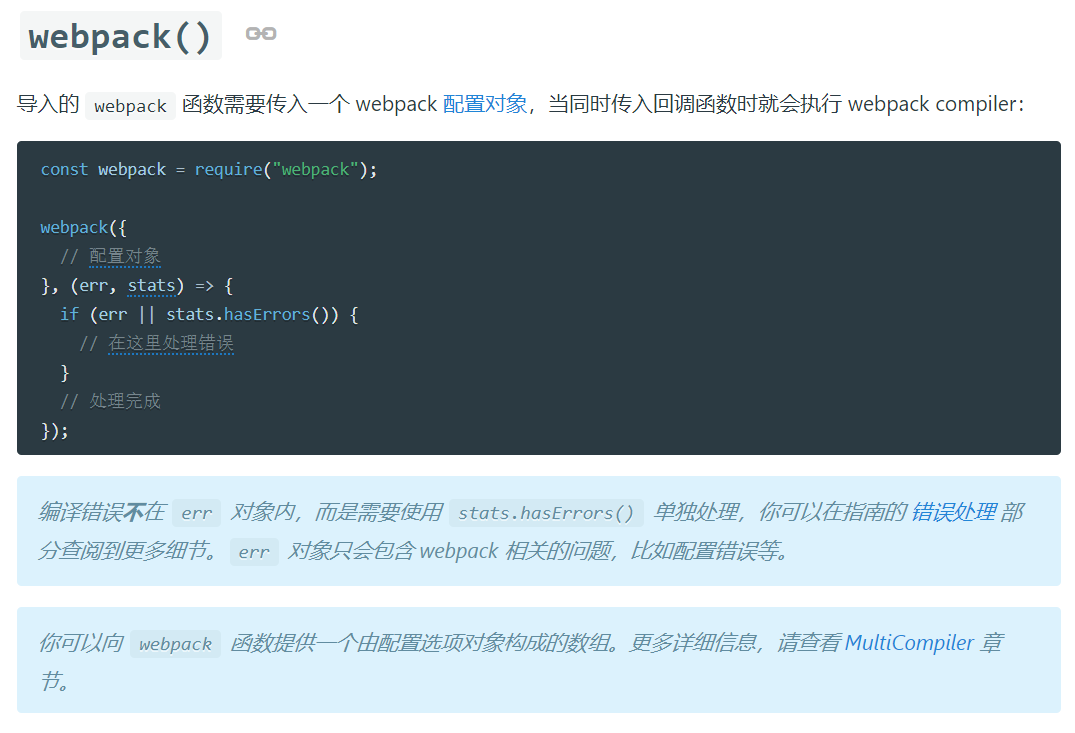 webpack()
导入的 webpack 函数需要传入一个 webpack 配置对象，当同时传入回调函数时就会执行 webpack compiler：
const webpack = require("webpack");
webpack({
  // 配置对象
}, (err, stats) => {
  if (err || stats.hasErrors()) {
    // 在这里处理错误
  }
  // 处理完成
});
编译错误不在 err 对象内，而是需要使用 stats.hasErrors() 单独处理，你可以在指南的 错误处理 部
分查阅到更多细节。err 对象只会包含 webpack 相关的问题，比如配置错误等。
你可以向 webpack 函数提供一个由配置选项对象构成的数组。更多详细信息，请查看 MultiCompiler 章
节。